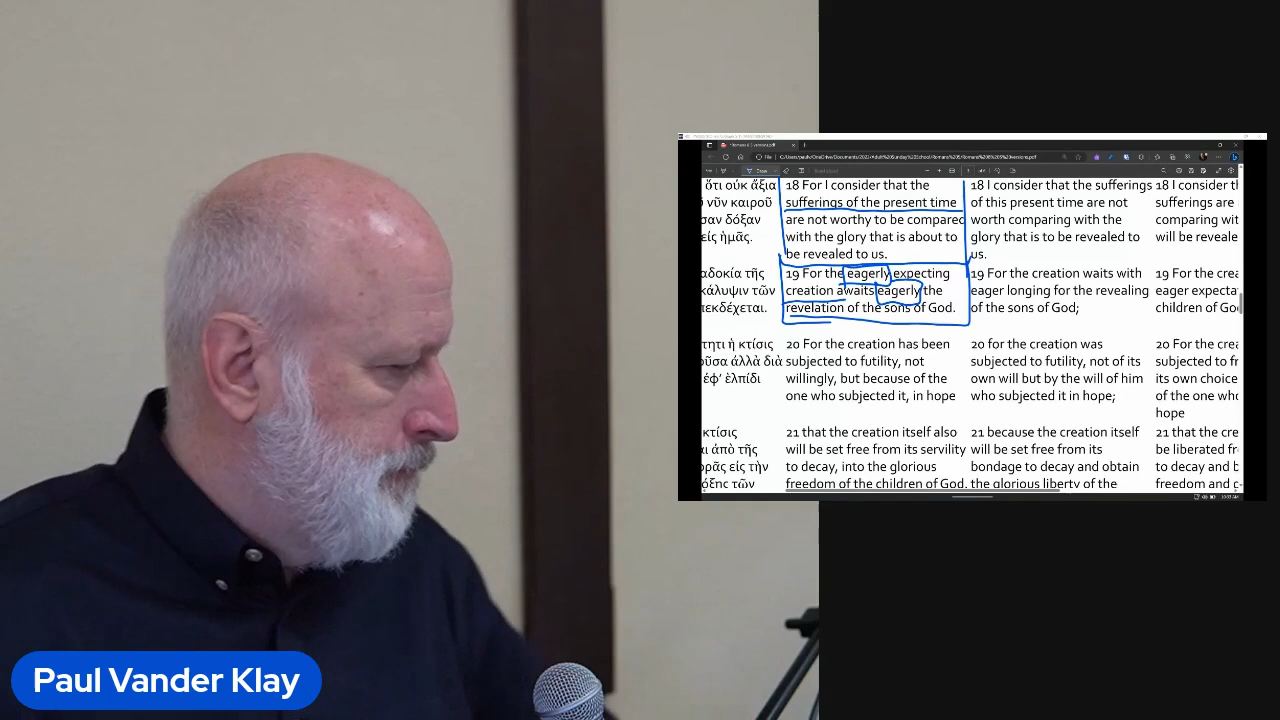 Paul Vander Klay
ὅτι οὐκ ἄξια
νῦν καιροῦ
σαν δόξαν
εἰς ἡμᾶς.
αδοκία τῆς
κάλυψιν τῶν
πεκδέχεται.
τητι ἡ κτίσις
οῦσα ἀλλὰ διὰ
ἐφ’ ἑλπίδι
κτίσις
αι ἀπὸ τῆς
ορᾶς εἰς τὴν
όξης τῶν
18 For I consider that the
sufferings of the present time
are not worthy to be compared
with the glory that is about to
be revealed to us.
19 For the eagerly expecting
creation awaits eagerly the
revelation of the sons of God.
20 For the creation has been
subjected to futility, not
willingly, but because of the
one who subjected it, in hope
21 that the creation itself also
will be set free from its servility
to decay, into the glorious
freedom of the children of God.
18 I consider that the sufferings
of this present time are not
worth comparing with the
glory that is to be revealed to
us.
19 For the creation waits with
eager longing for the revealing
of the sons of God;
20 for the creation was
subjected to futility, not of its
own will but by the will of him
who subjected it in hope;
21 because the creation itself
will be set free from its
bondage to decay and obtain
the glorious liberty of the
18 I consider th
sufferings are
comparing wit
will be reveale
19 For the crea
eager expecta
children of Go
20 For the crea
subjected to fr
its own choice
of the one who
hope
21 that the cre
be liberated fr
to decay and b
freedom and g